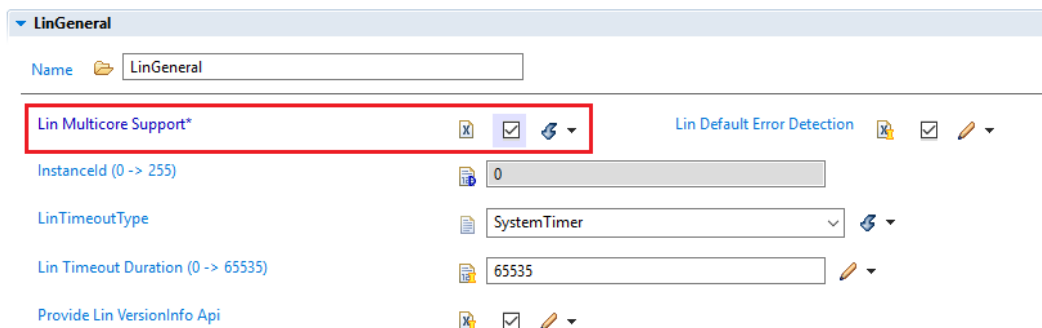 LinGeneral
Name LinGeneral
Lin Multicore Support* Lin Default Error Detection
InstanceId (0 -> 255) 0
LinTimeoutType SystemTimer
Lin Timeout Duration (0 -> 65535) 65535
Provide Lin VersionInfo Api